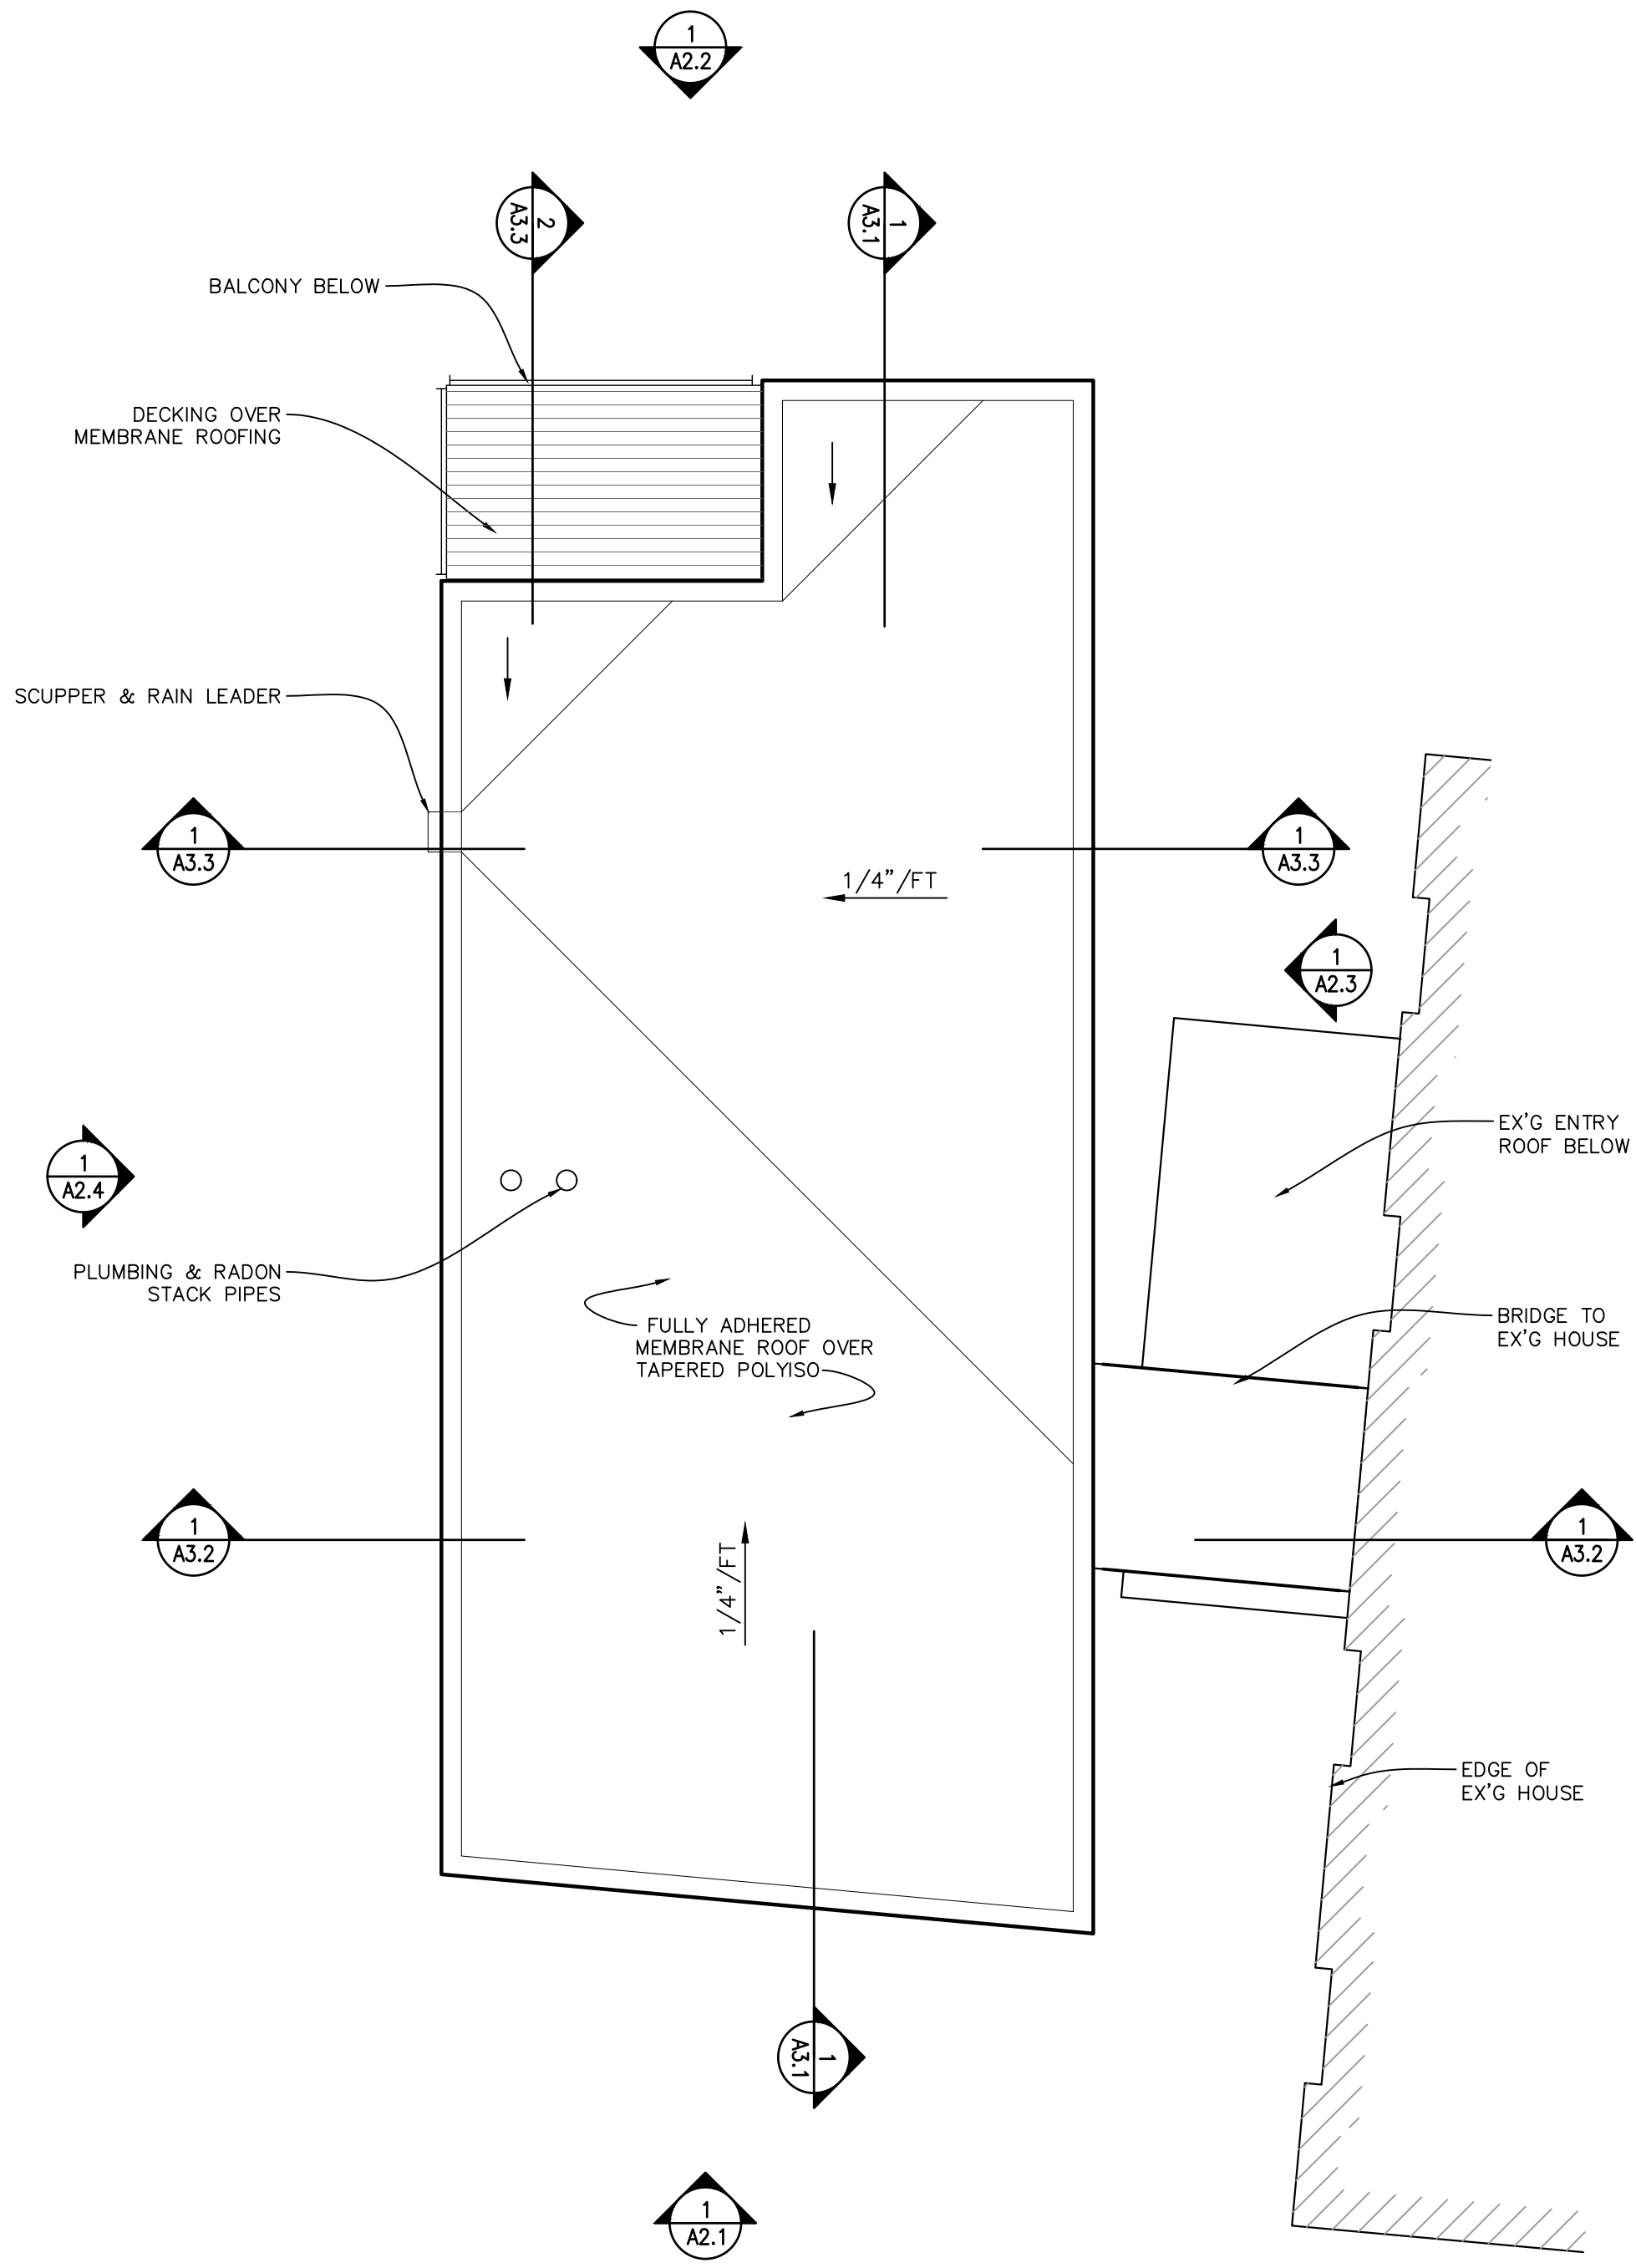 1
A2.2
2
A3.3
1
A3.1
BALCONY BELOW
DECKING OVER
MEMBRANE ROOFING
SCUPPER & RAIN LEADER
1
A3.3
1
A3.3
1/4”/FT
1
A2.3
EX'G ENTRY
ROOF BELOW
1
A2.4
PLUMBING & RADON
STACK PIPES
FULLY ADHERED
MEMBRANE ROOF OVER
TAPERED POLYISO
BRIDGE TO
EX'G HOUSE
1
A3.2
1
A3.2
1/4”/FT
EDGE OF
EX'G HOUSE
1
A3.1
1
A2.1